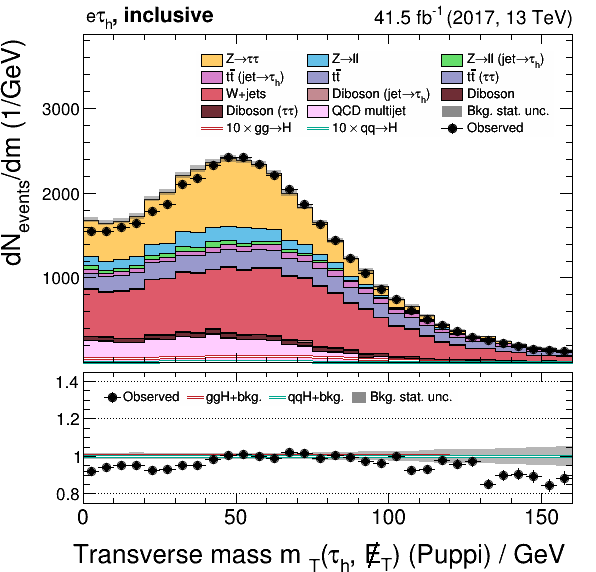 eτh, inclusive 41.5 fb-1 (2017, 13 TeV)
dNevents/dm (1/GeV)
3000
2000
1000
Z→ττ Z→ll Z→ll (jet→τh)
tt̄ (jet→τh) tt̄ tt̄ (ττ)
W+jets Diboson (jet→τh) Diboson
Diboson (ττ) QCD multijet Bkg. stat. unc.
10 × gg→H 10 × qq→H Observed
1.4
1.2
1
0.8
Observed ggH+bkg. qqH+bkg. Bkg. stat. unc.
0 50 100 150
Transverse mass m T(τh, E̸T) (Puppi) / GeV